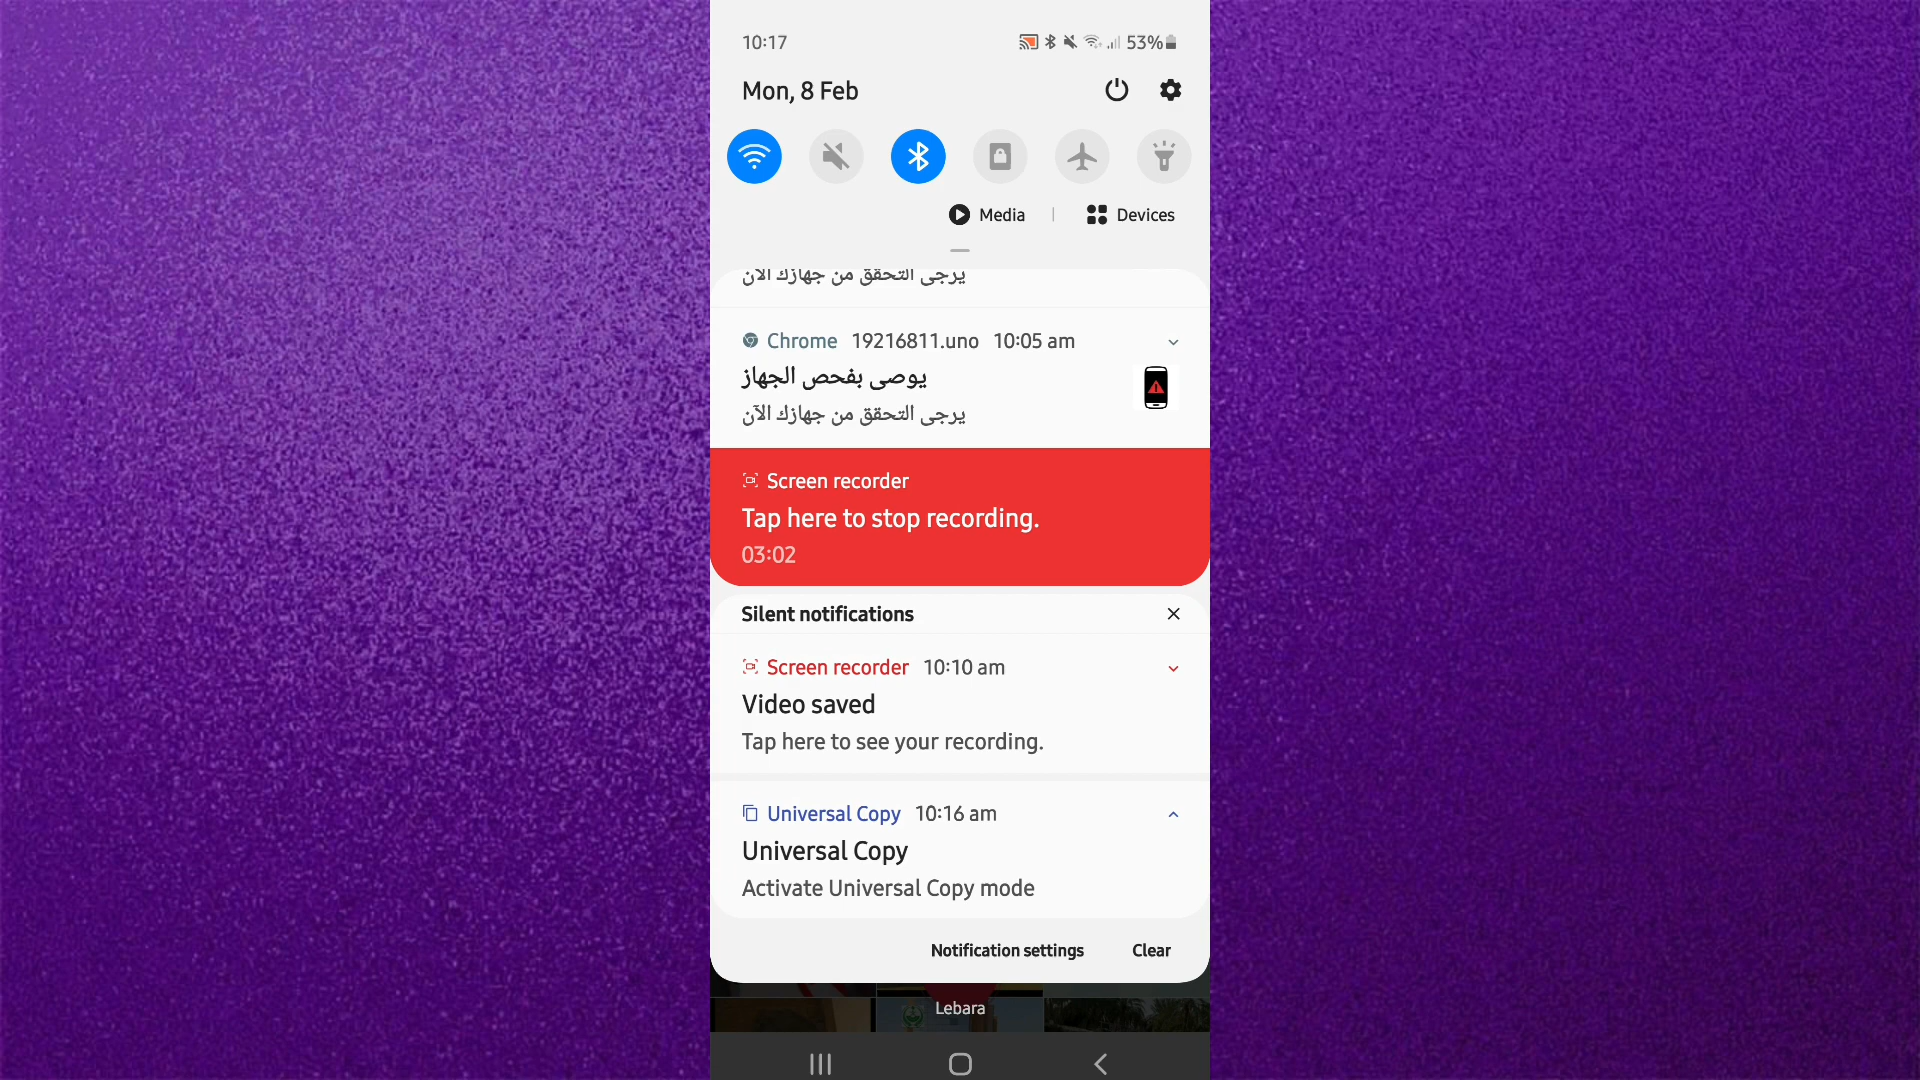 10:17
53%
Mon, 8 Feb
Media | Devices
يرجى التحقق من جهازك الآن
Chrome 19216811.uno 10:05 am
يوصى بفحص الجهاز
يرجى التحقق من جهازك الآن
Screen recorder
Tap here to stop recording.
03:02
Silent notifications
Screen recorder 10:10 am
Video saved
Tap here to see your recording.
Universal Copy 10:16 am
Universal Copy
Activate Universal Copy mode
Notification settings Clear
Lebara